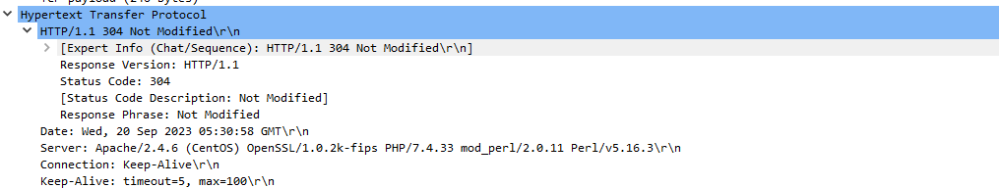 Hypertext Transfer Protocol
HTTP/1.1 304 Not Modified\r\n
[Expert Info (Chat/Sequence): HTTP/1.1 304 Not Modified\r\n]
Response Version: HTTP/1.1
Status Code: 304
[Status Code Description: Not Modified]
Response Phrase: Not Modified
Date: Wed, 20 Sep 2023 05:30:58 GMT\r\n
Server: Apache/2.4.6 (CentOS) OpenSSL/1.0.2k-fips PHP/7.4.33 mod_perl/2.0.11 Perl/v5.16.3\r\n
Connection: Keep-Alive\r\n
Keep-Alive: timeout=5, max=100\r\n